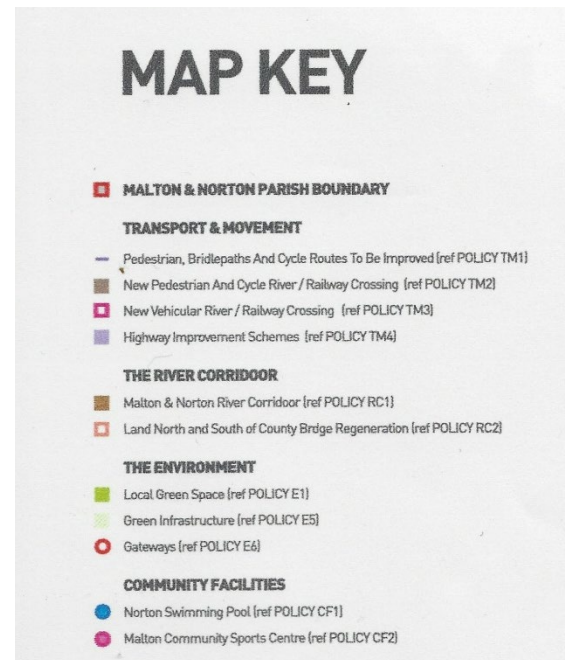 MAP KEY
MALTON & NORTON PARISH BOUNDARY
TRANSPORT & MOVEMENT
Pedestrian, Bridlepaths And Cycle Routes To Be Improved (ref POLICY TM1)
New Pedestrian And Cycle River / Railway Crossing (ref POLICY TM2)
New Vehicular River / Railway Crossing (ref POLICY TM3)
Highway Improvement Schemes (ref POLICY TM4)
THE RIVER CORRIDOOR
Malton & Norton River Corridor (ref POLICY RC1)
Land North and South of County Brdge Regeneration (ref POLICY RC2)
THE ENVIRONMENT
Local Green Space (ref POLICY E1)
Green Infrastructure (ref POLICY E5)
Gateways (ref POLICY E6)
COMMUNITY FACILITIES
Norton Swimming Pool (ref POLICY CF1)
Malton Community Sports Centre (ref POLICY CF2)